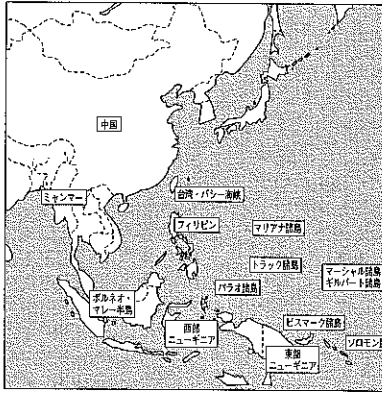 中国
ミャンマー
台湾・バシー海峡
フィリピン
マリアナ諸島
トラック諸島
マーシャル諸島
ギルバート諸島
パラオ諸島
ボルネオ・
マレー半島
ビスマーク諸島
西部
ニューギニア
東部
ニューギニア
ソロモン